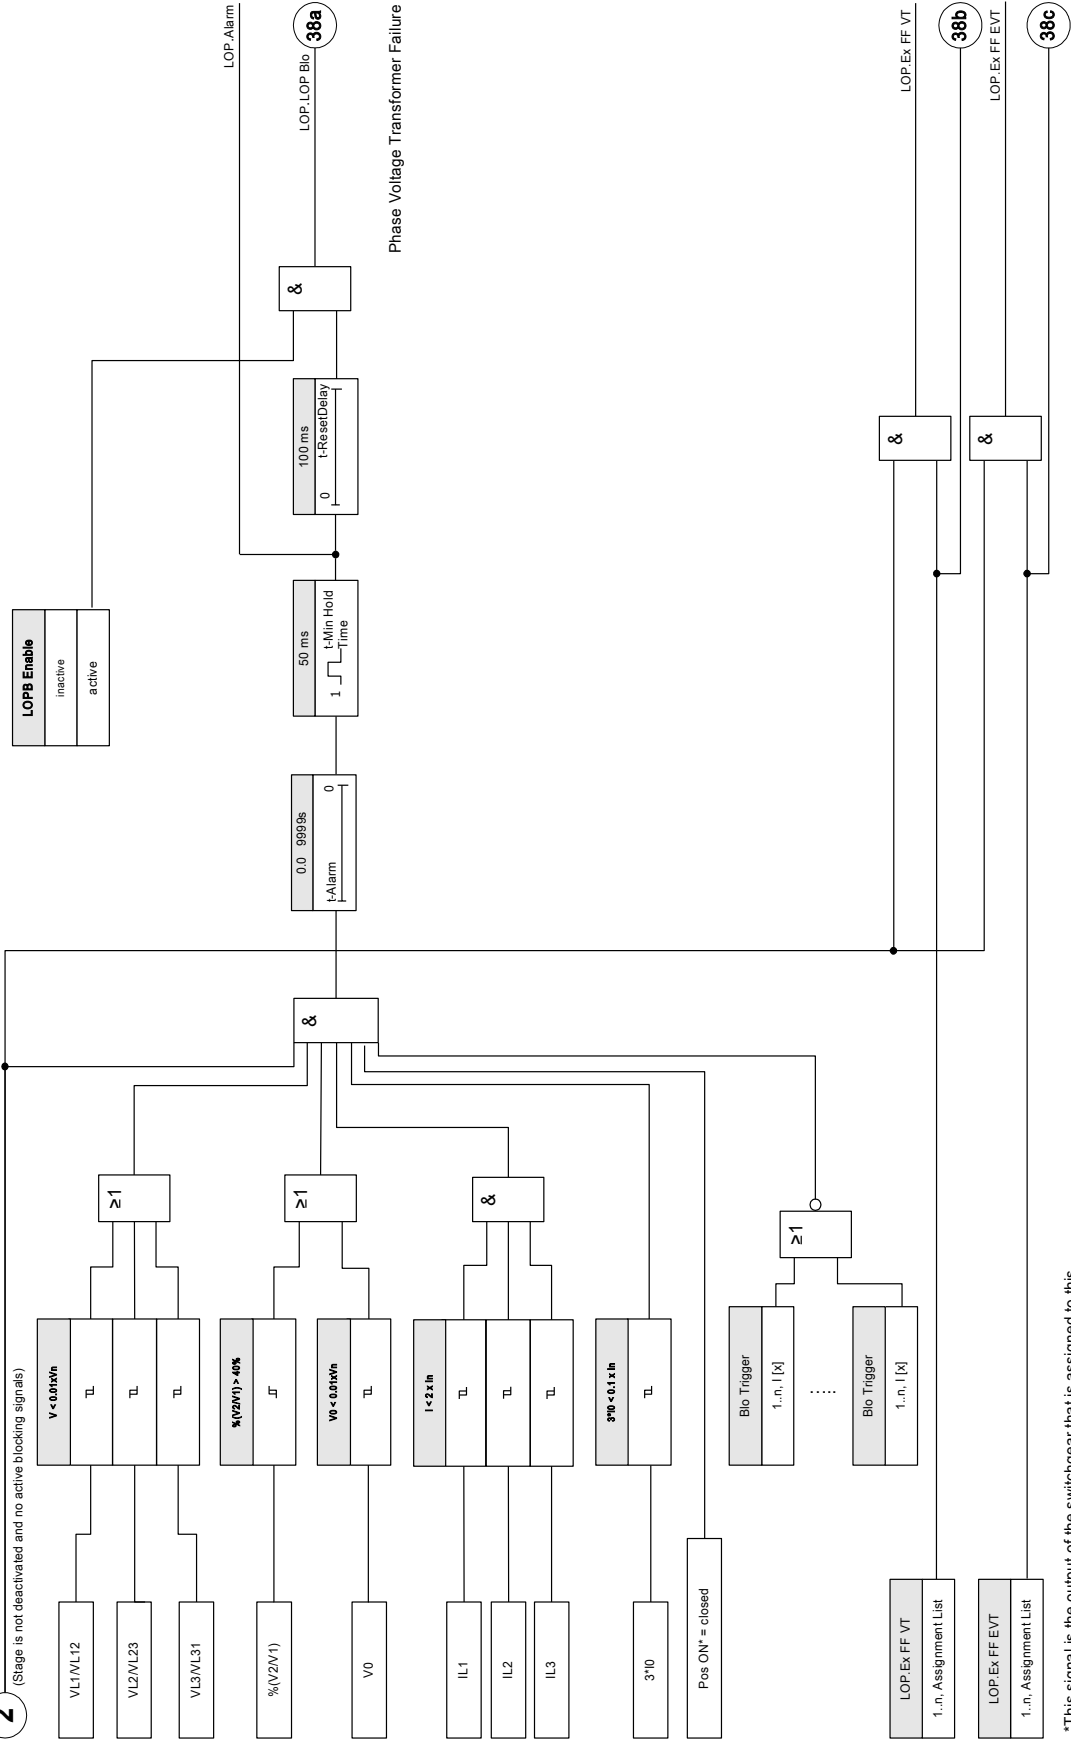 2
(Stage is not deactivated and no active blocking signals)
VL1/VL12
VL2/VL23
VL3/VL31
V < 0.01xVn
≥1
%(V2/V1)
%(V2/V1) > 40%
V0
V0 < 0.01xVn
≥1
IL1
IL2
IL3
I < 2 x In
&
3*I0
3*I0 < 0.1 x In
Pos ON* = closed
Blo Trigger
1..n, I [x]
.....
Blo Trigger
1..n, I [x]
≥1
&
0.0 9999s
t-Alarm
0
50 ms
1
t-Min Hold
Time
100 ms
0
t-ResetDelay
LOPB Enable
inactive
active
&
LOP.Alarm
LOP.LOP Blo
38a
Phase Voltage Transformer Failure
LOP.Ex FF VT
1..n, Assignment List
LOP.Ex FF EVT
1..n, Assignment List
&
&
LOP.Ex FF VT
38b
LOP.Ex FF EVT
38c
*This signal is the output of the switchgear that is assigned to this